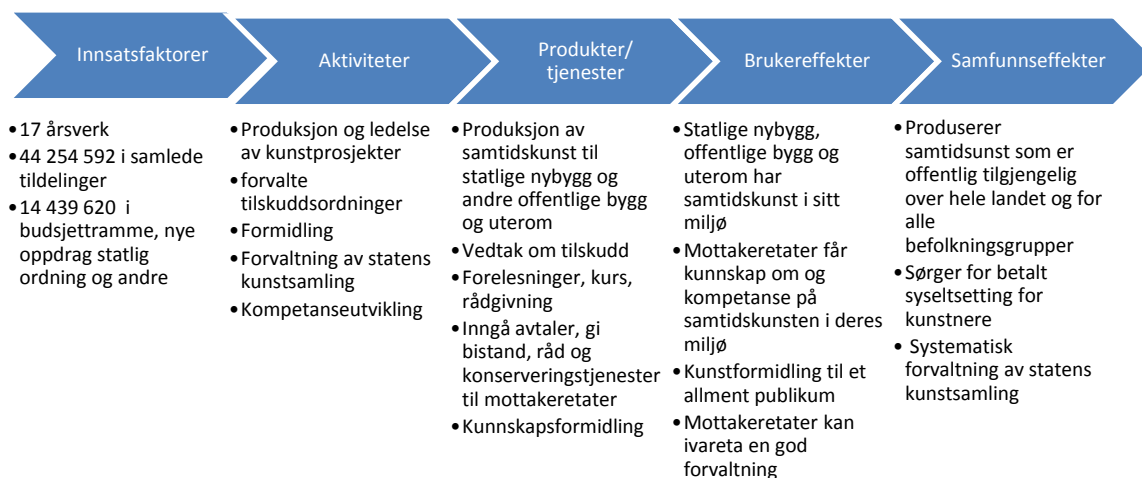 Innsatsfaktorer
Aktiviteter
Produkter/
tjenester
Brukereffekter
Samfunnseffekter
•17 årsverk
•44 254 592 i samlede
tildelinger
•14 439 620 i
budsjettramme, nye
oppdrag statlig
ordning og andre
•Produksjon og ledelse
av kunstprosjekter
•forvalte
tilskuddsordninger
•Formidling
•Forvaltning av statens
kunstsamling
•Kompetanseutvikling
•Produksjon av
samtidskunst til
statlige nybygg og
andre offentlige bygg
og uterom
•Vedtak om tilskudd
•Forelesninger, kurs,
rådgivning
•Inngå avtaler, gi
bistand, råd og
konserveringstjenester
til mottakeretater
•Kunnskapsformidling
•Statlige nybygg,
offentlige bygg og
uterom har
samtidskunst i sitt
miljø
•Mottakeretater får
kunnskap om og
kompetanse på
samtidskunsten i deres
miljø
•Kunstformidling til et
allment publikum
•Mottakeretater kan
ivareta en god
forvaltning
•Produserer
samtidsunst som er
offentlig tilgjengelig
over hele landet og for
alle
befolkningsgrupper
•Sørger for betalt
syseltsetting for
kunstnere
• Systematisk
forvaltning av statens
kunstsamling